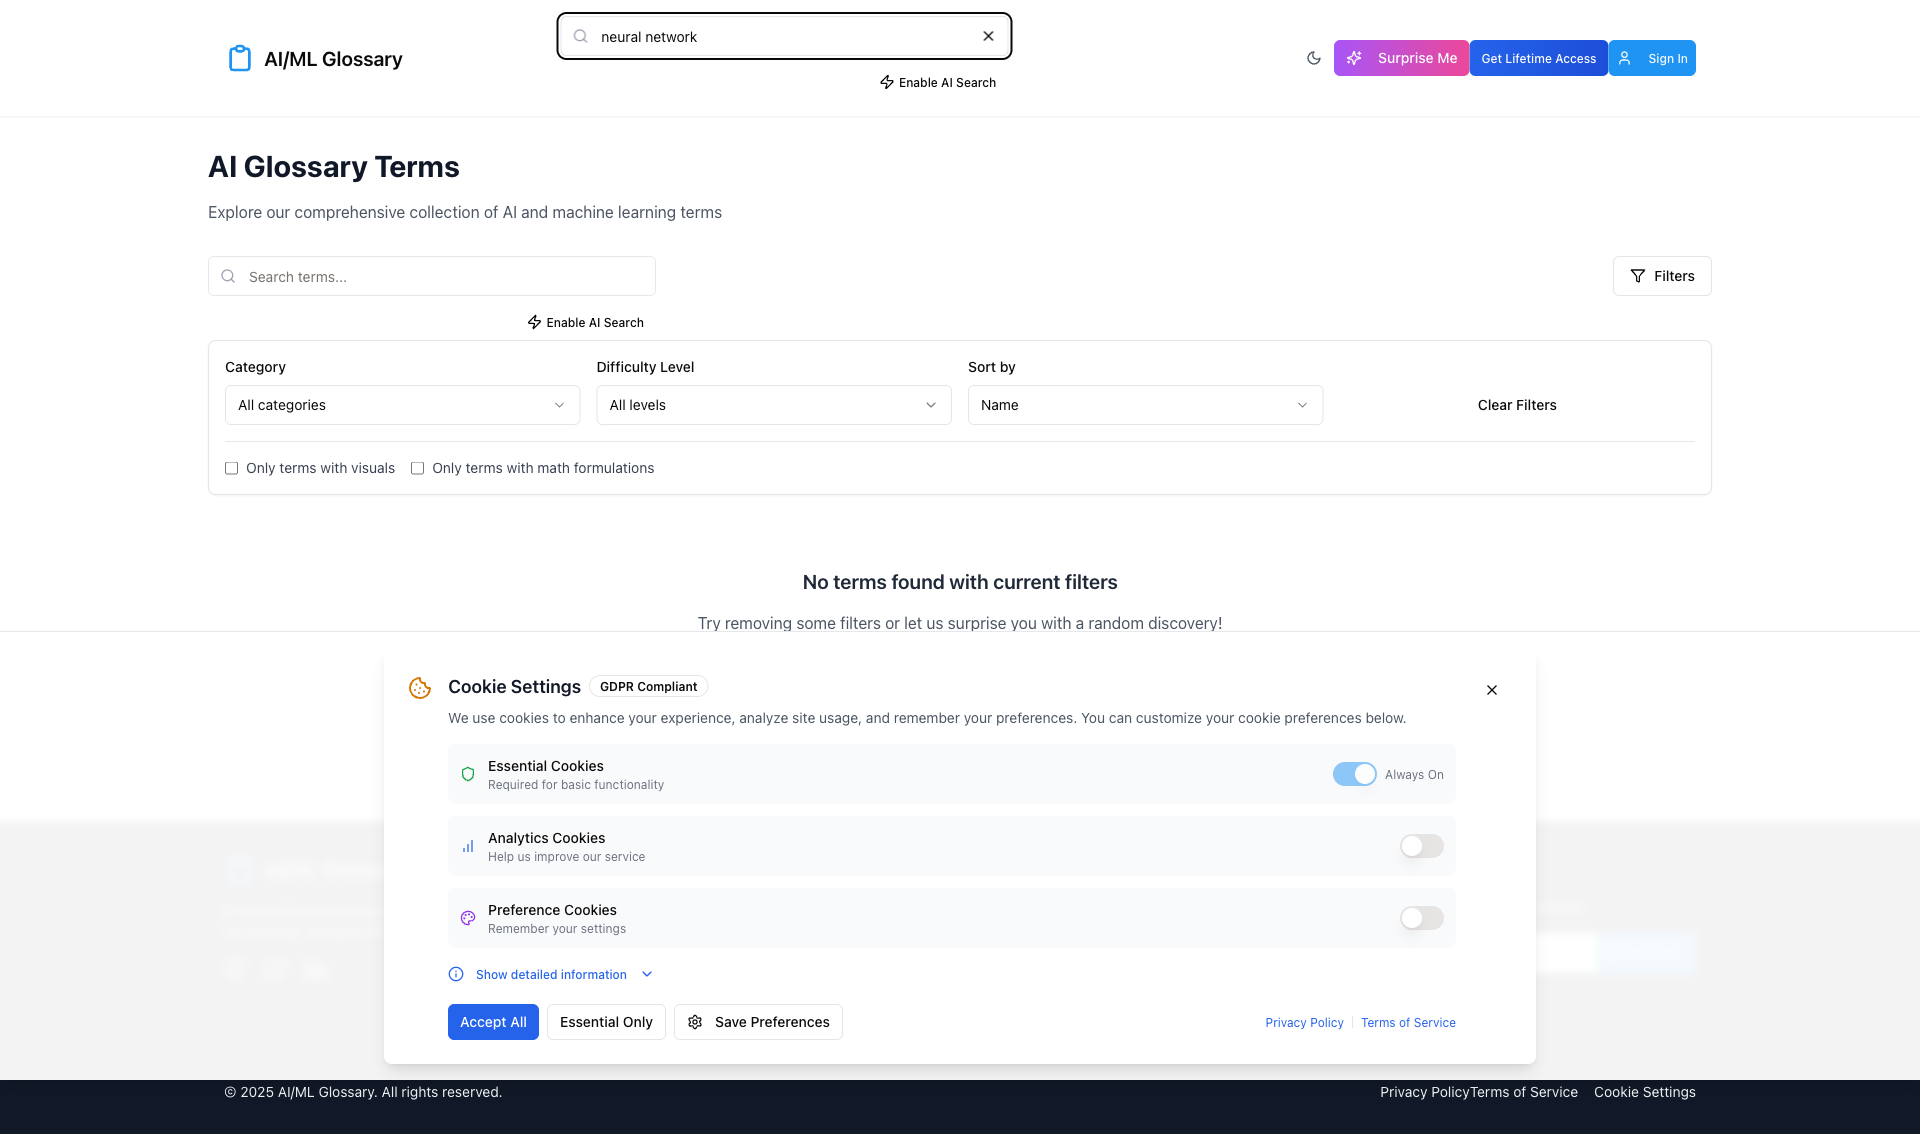 AI/ML Glossary
neural network
Enable AI Search
Surprise Me
Get Lifetime Access
Sign In
AI Glossary Terms
Explore our comprehensive collection of AI and machine learning terms
Search terms...
Filters
Enable AI Search
Category
Difficulty Level
Sort by
All categories
All levels
Name
Clear Filters
Only terms with visuals
Only terms with math formulations
No terms found with current filters
Try removing some filters or let us surprise you with a random discovery!
Cookie Settings
GDPR Compliant
We use cookies to enhance your experience, analyze site usage, and remember your preferences. You can customize your cookie preferences below.
Essential Cookies
Required for basic functionality
Always On
Analytics Cookies
Help us improve our service
Preference Cookies
Remember your settings
Show detailed information
Accept All
Essential Only
Save Preferences
Privacy Policy
Terms of Service
© 2025 AI/ML Glossary. All rights reserved.
Privacy PolicyTerms of Service
Cookie Settings